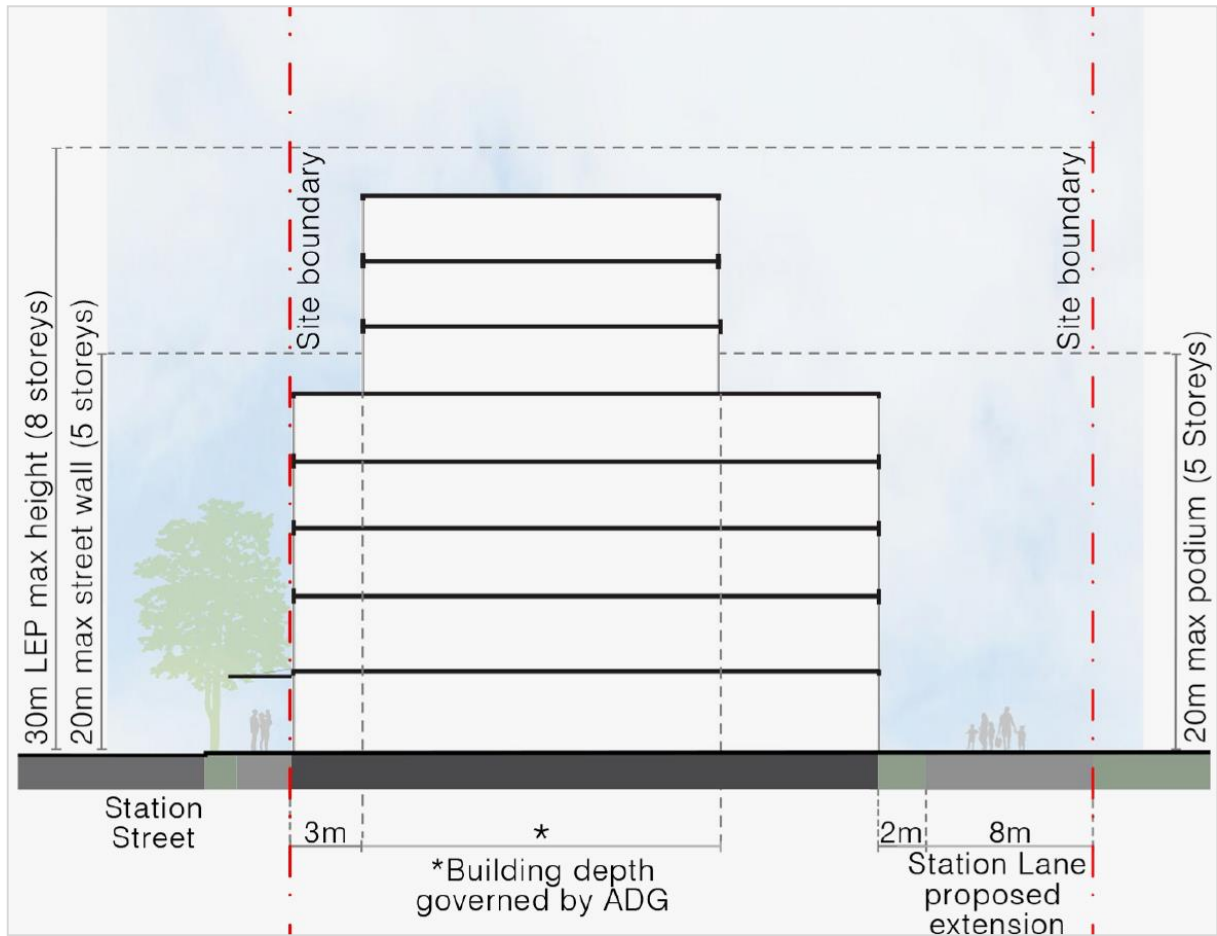 30m LEP max height (8 storeys)
20m max street wall (5 storeys)
Site boundary
Site boundary
20m max podium (5 Storeys)
Station
Street
3m
*
*Building depth
governed by ADG
2m
8m
Station Lane
proposed
extension